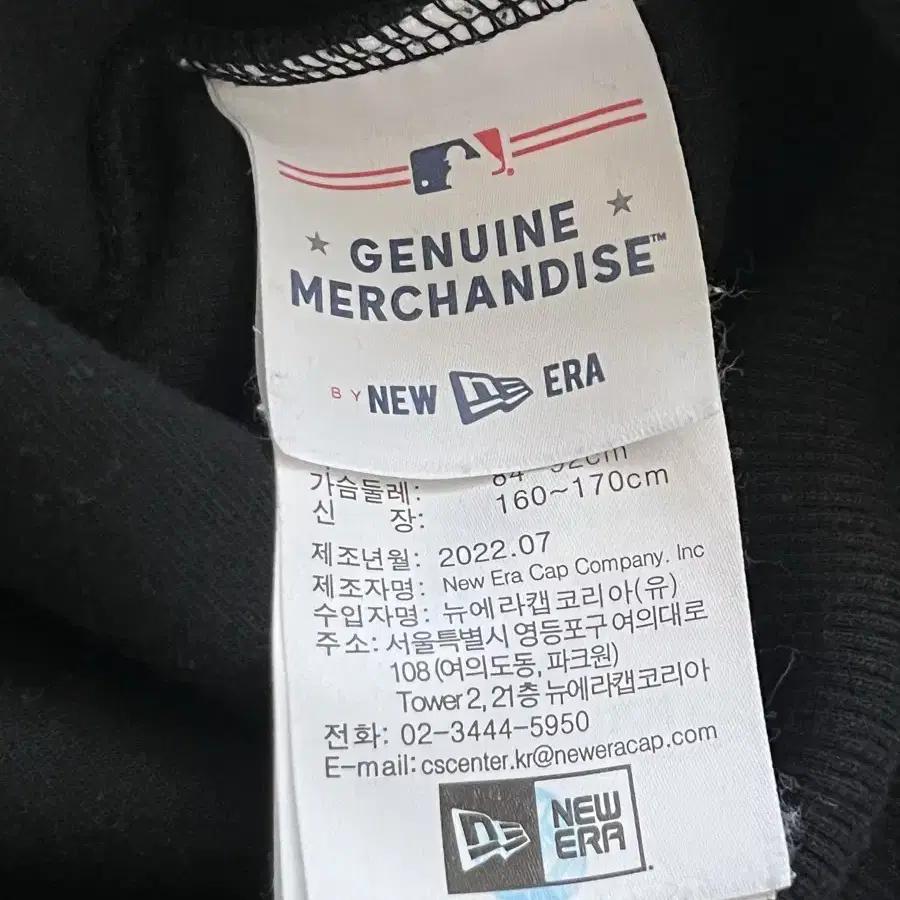 GENUINE
MERCHANDISE™
BY NEW ERA
가슴둘레: 84~92cm
신 장: 160~170cm
제조년월: 2022.07
제조자명: New Era Cap Company. Inc
수입자명: 뉴에라캡코리아(유)
주소: 서울특별시 영등포구 여의대로
108 (여의도동, 파크원)
Tower 2, 21층 뉴에라캡코리아
전화: 02-3444-5950
E-mail: cscenter.kr@neweracap.com
NEW
ERA